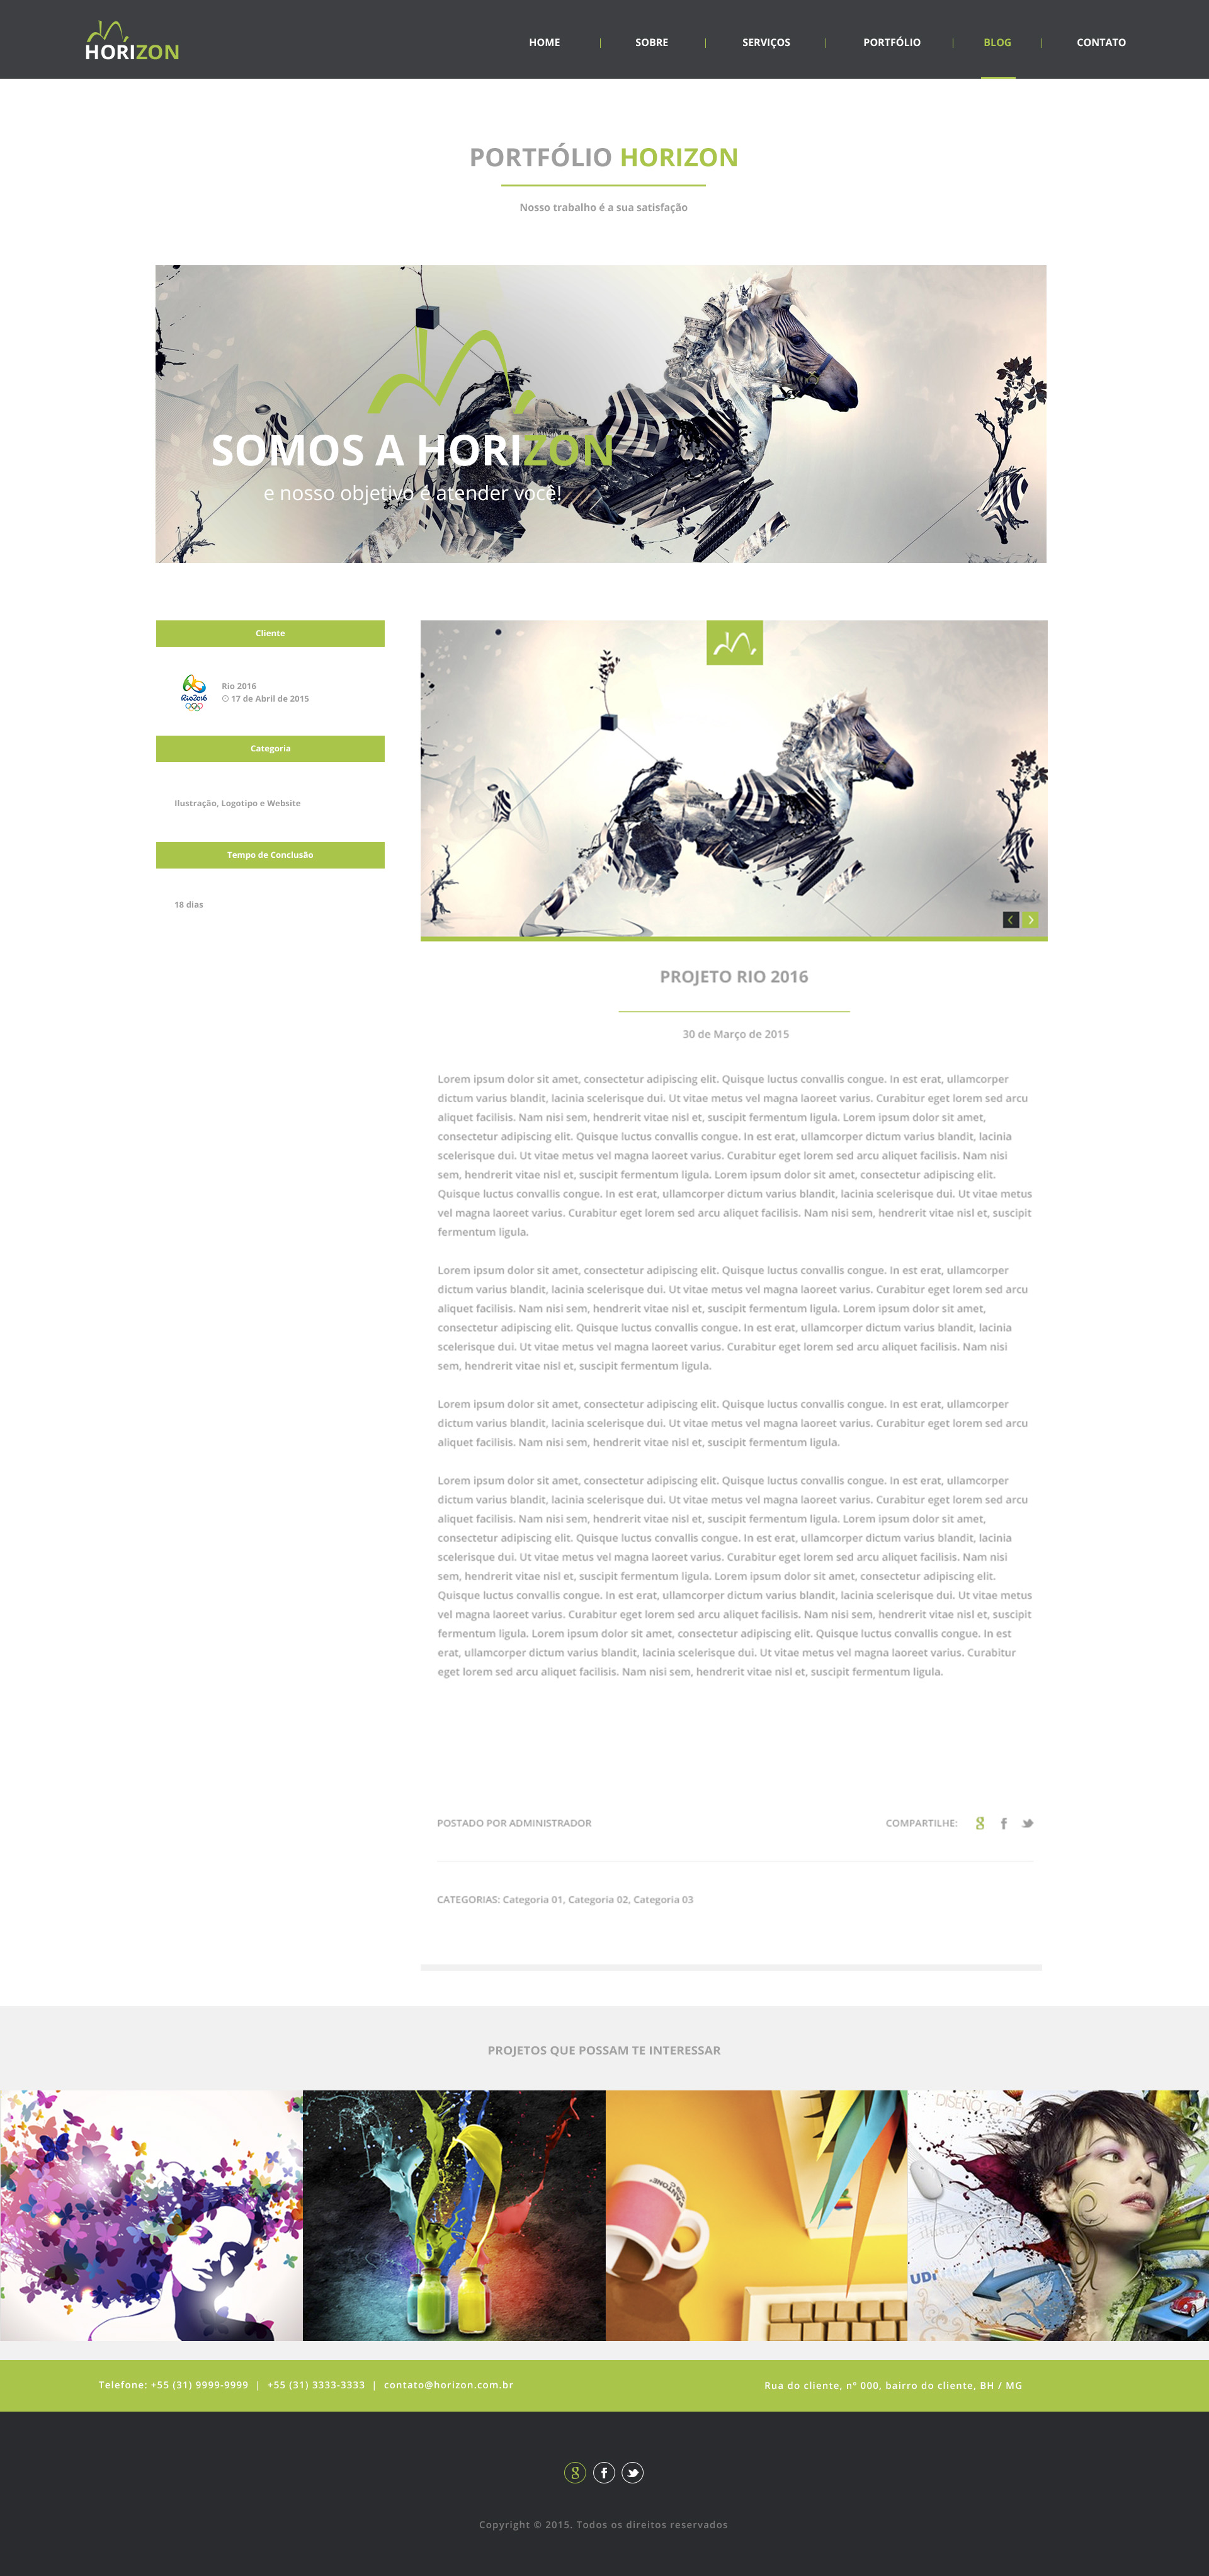 HORIZON
HOME | SOBRE | SERVIÇOS | PORTFÓLIO | BLOG | CONTATO
PORTFÓLIO HORIZON
Nosso trabalho é a sua satisfação
SOMOS A HORIZON
e nosso objetivo é atender você!
Cliente
Rio2016
Rio 2016
17 de Abril de 2015
Categoria
Ilustração, Logotipo e Website
Tempo de Conclusão
18 dias
PROJETO RIO 2016
30 de Março de 2015
Lorem ipsum dolor sit amet, consectetur adipiscing elit. Quisque luctus convallis congue. In est erat, ullamcorper
dictum varius blandit, lacinia scelerisque dui. Ut vitae metus vel magna laoreet varius. Curabitur eget lorem sed arcu
aliquet facilisis. Nam nisi sem, hendrerit vitae nisl et, suscipit fermentum ligula. Lorem ipsum dolor sit amet,
consectetur adipiscing elit. Quisque luctus convallis congue. In est erat, ullamcorper dictum varius blandit, lacinia
scelerisque dui. Ut vitae metus vel magna laoreet varius. Curabitur eget lorem sed arcu aliquet facilisis. Nam nisi
sem, hendrerit vitae nisl et, suscipit fermentum ligula. Lorem ipsum dolor sit amet, consectetur adipiscing elit.
Quisque luctus convallis congue. In est erat, ullamcorper dictum varius blandit, lacinia scelerisque dui. Ut vitae metus
vel magna laoreet varius. Curabitur eget lorem sed arcu aliquet facilisis. Nam nisi sem, hendrerit vitae nisl et, suscipit
fermentum ligula.
Lorem ipsum dolor sit amet, consectetur adipiscing elit. Quisque luctus convallis congue. In est erat, ullamcorper
dictum varius blandit, lacinia scelerisque dui. Ut vitae metus vel magna laoreet varius. Curabitur eget lorem sed arcu
aliquet facilisis. Nam nisi sem, hendrerit vitae nisl et, suscipit fermentum ligula. Lorem ipsum dolor sit amet,
consectetur adipiscing elit. Quisque luctus convallis congue. In est erat, ullamcorper dictum varius blandit, lacinia
scelerisque dui. Ut vitae metus vel magna laoreet varius. Curabitur eget lorem sed arcu aliquet facilisis. Nam nisi
sem, hendrerit vitae nisl et, suscipit fermentum ligula.
Lorem ipsum dolor sit amet, consectetur adipiscing elit. Quisque luctus convallis congue. In est erat, ullamcorper
dictum varius blandit, lacinia scelerisque dui. Ut vitae metus vel magna laoreet varius. Curabitur eget lorem sed arcu
aliquet facilisis. Nam nisi sem, hendrerit vitae nisl et, suscipit fermentum ligula.
Lorem ipsum dolor sit amet, consectetur adipiscing elit. Quisque luctus convallis congue. In est erat, ullamcorper
dictum varius blandit, lacinia scelerisque dui. Ut vitae metus vel magna laoreet varius. Curabitur eget lorem sed arcu
aliquet facilisis. Nam nisi sem, hendrerit vitae nisl et, suscipit fermentum ligula. Lorem ipsum dolor sit amet,
consectetur adipiscing elit. Quisque luctus convallis congue. In est erat, ullamcorper dictum varius blandit, lacinia
scelerisque dui. Ut vitae metus vel magna laoreet varius. Curabitur eget lorem sed arcu aliquet facilisis. Nam nisi
sem, hendrerit vitae nisl et, suscipit fermentum ligula. Lorem ipsum dolor sit amet, consectetur adipiscing elit.
Quisque luctus convallis congue. In est erat, ullamcorper dictum varius blandit, lacinia scelerisque dui. Ut vitae metus
vel magna laoreet varius. Curabitur eget lorem sed arcu aliquet facilisis. Nam nisi sem, hendrerit vitae nisl et, suscipit
fermentum ligula. Lorem ipsum dolor sit amet, consectetur adipiscing elit. Quisque luctus convallis congue. In est
erat, ullamcorper dictum varius blandit, lacinia scelerisque dui. Ut vitae metus vel magna laoreet varius. Curabitur
eget lorem sed arcu aliquet facilisis. Nam nisi sem, hendrerit vitae nisl et, suscipit fermentum ligula.
POSTADO POR ADMINISTRADOR
COMPARTILHE:
CATEGORIAS: Categoria 01, Categoria 02, Categoria 03
PROJETOS QUE POSSAM TE INTERESSAR
PANTONE
DISEÑO
Telefone: +55 (31) 9999-9999 | +55 (31) 3333-3333 | contato@horizon.com.br
Rua do cliente, nº 000, bairro do cliente, BH / MG
Copyright © 2015. Todos os direitos reservados